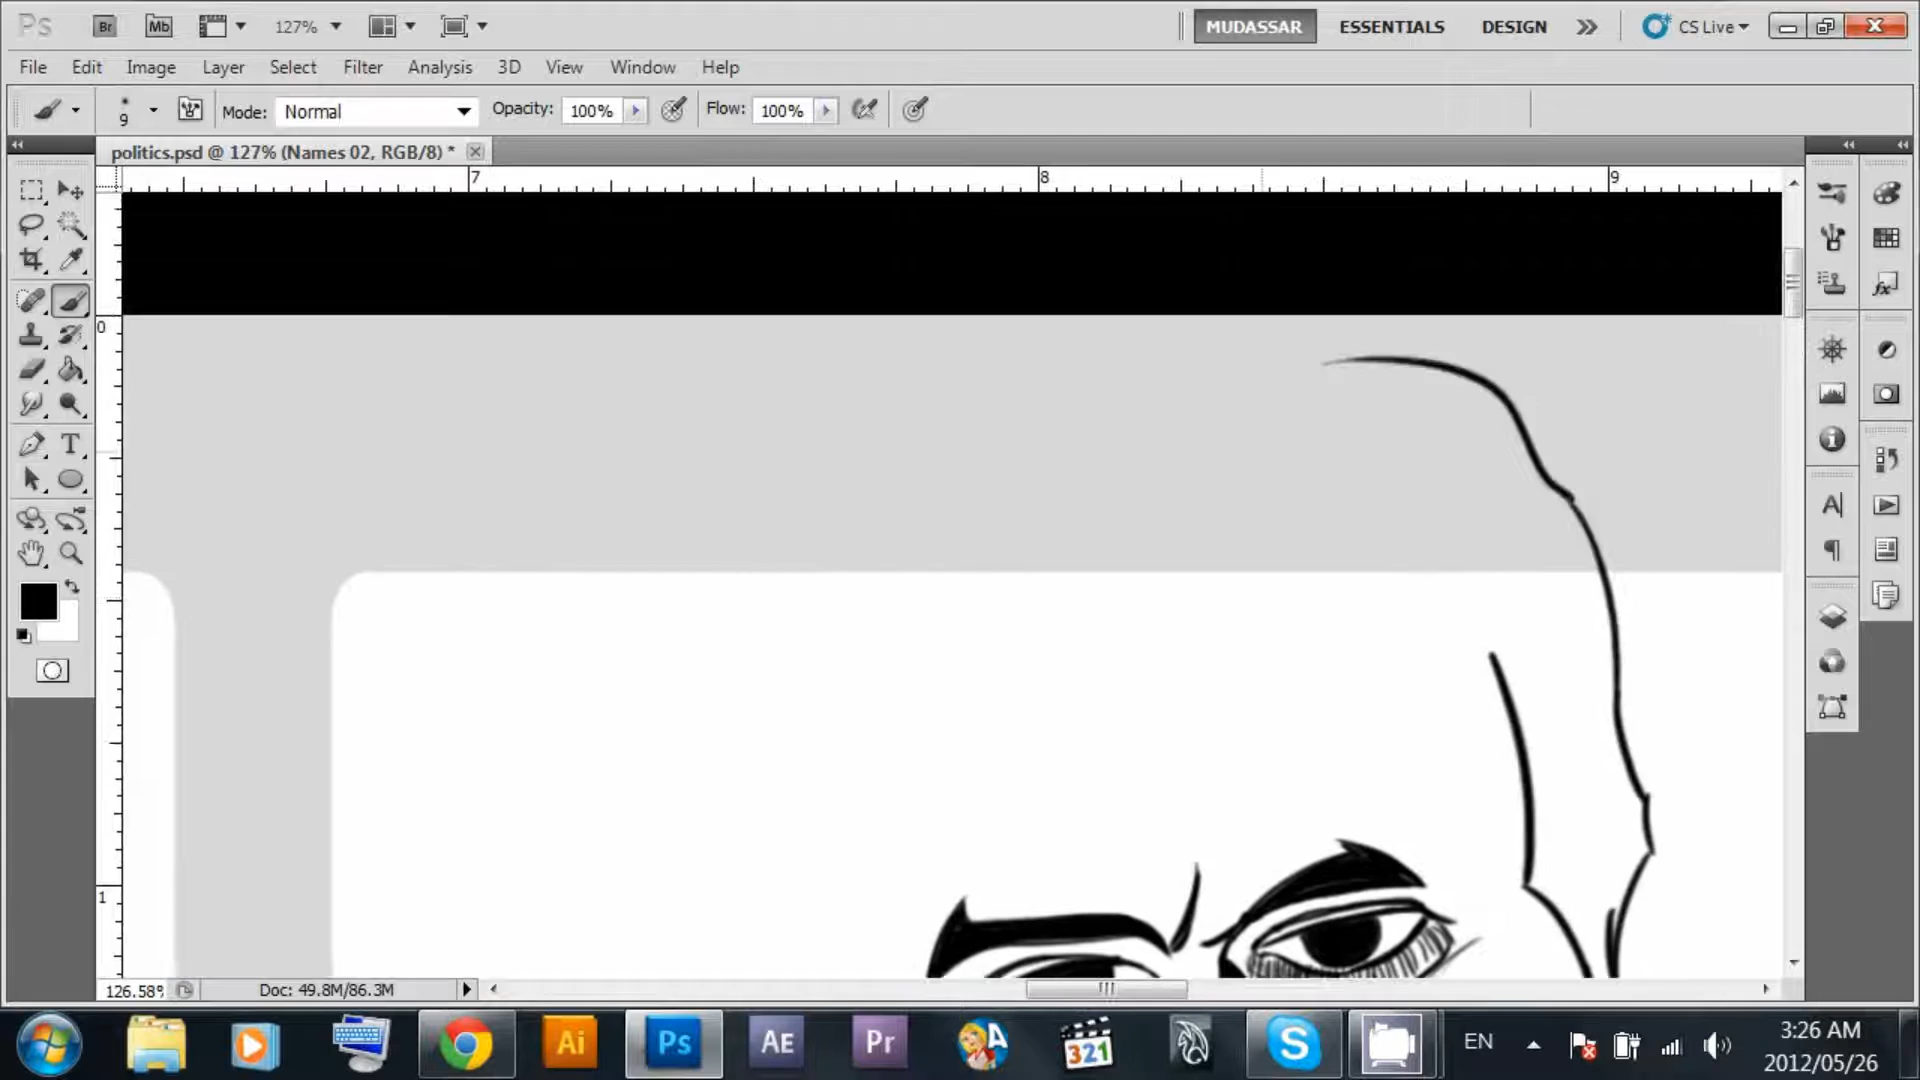 Ps Br Mb 127% MUDASSAR ESSENTIALS DESIGN CS Live
File Edit Image Layer Select Filter Analysis 3D View Window Help
9 Mode: Normal Opacity: 100% Flow: 100%
politics.psd @ 127% (Names 02, RGB/8) *
7 8 9
0
1
T
fx
A
126.58% Doc: 49.8M/86.3M
Ai Ps AE Pr A 321 S EN 3:26 AM
2012/05/26